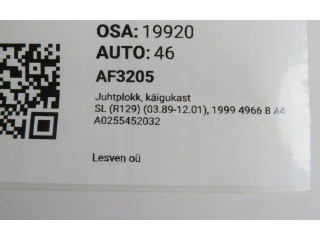 OSA: 19920
AUTO: 46
AF3205
Juhtplokk, käigukast
SL (R129) (03.89-12.01), 1999 4966 B A4
A0255452032
Lesven oü